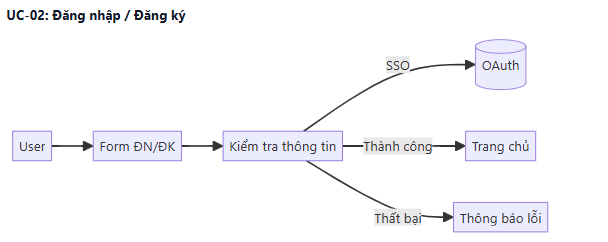 UC-02: Đăng nhập / Đăng ký
SSO
OAuth
User
Form ĐN/ĐK
Kiểm tra thông tin
Thành công
Trang chủ
Thất bại
Thông báo lỗi